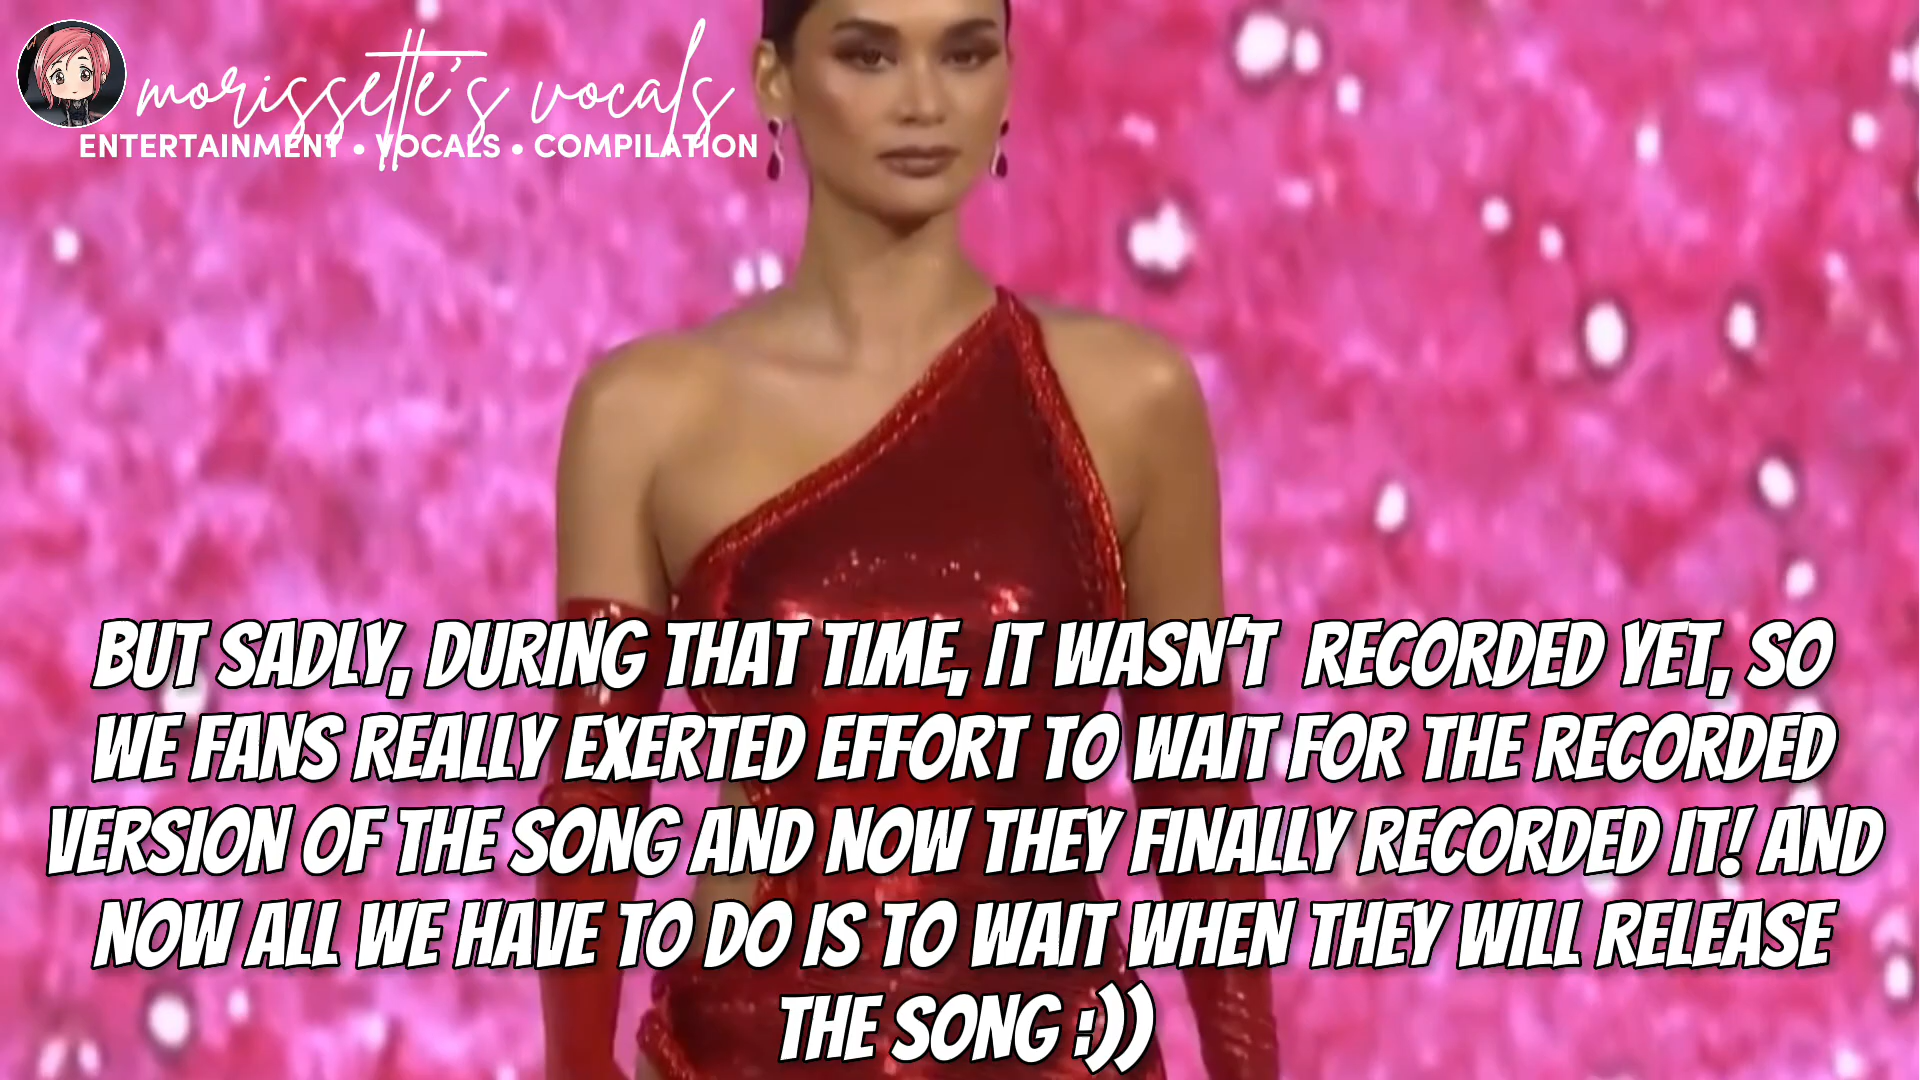 morissette's vocals
ENTERTAINMENT • VOCALS • COMPILATION
BUT SADLY, DURING THAT TIME, IT WASN'T RECORDED YET, SO
WE FANS REALLY EXERTED EFFORT TO WAIT FOR THE RECORDED
VERSION OF THE SONG AND NOW THEY FINALLY RECORDED IT! AND
NOW ALL WE HAVE TO DO IS TO WAIT WHEN THEY WILL RELEASE
THE SONG :))